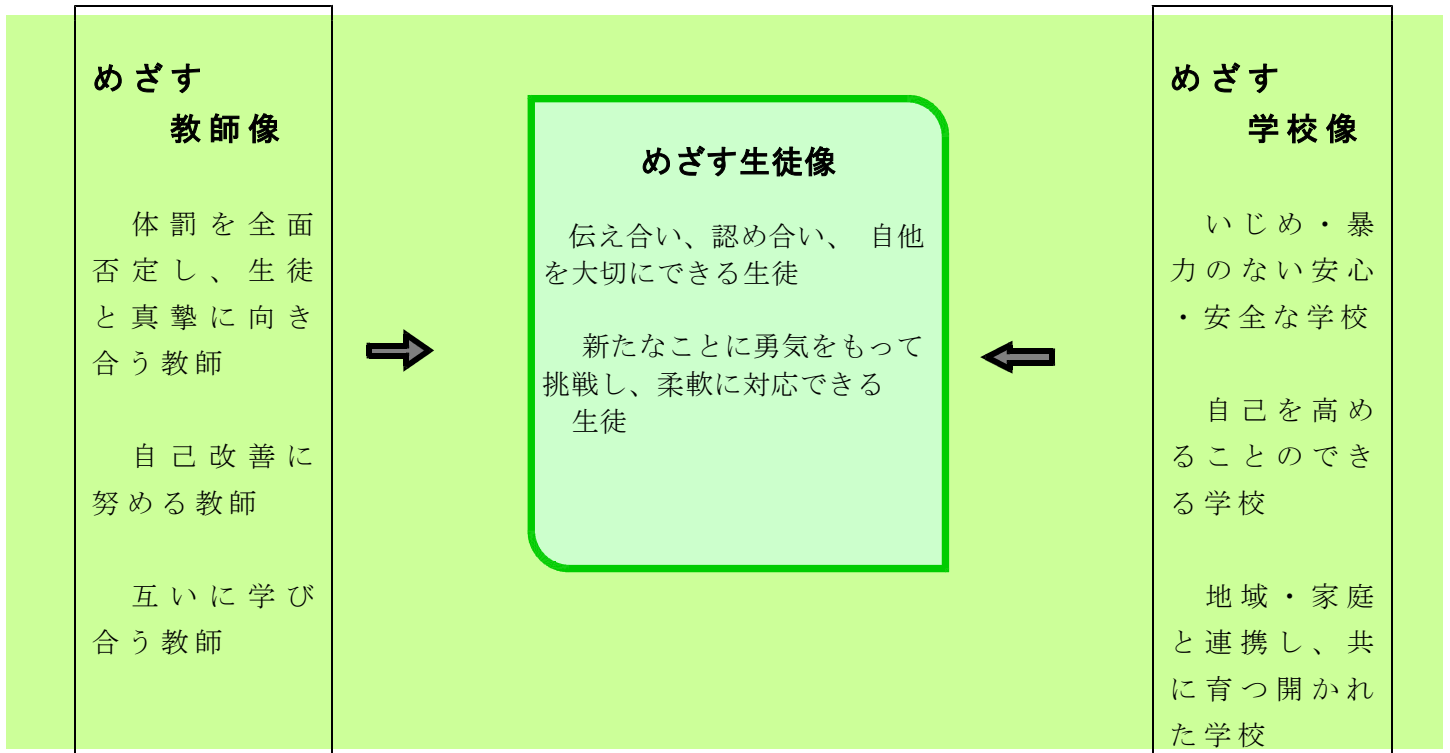 めざす
教師像
体罰を全面
否定し、生徒
と真摯に向き
合う教師
自己改善に
努める教師
互いに学び
合う教師
めざす生徒像
伝え合い、認め合い、 自他
を大切にできる生徒
新たなことに勇気をもって
挑戦し、柔軟に対応できる
生徒
めざす
学校像
いじめ・暴
力のない安心
・安全な学校
自己を高め
ることのでき
る学校
地域・家庭
と連携し、共
に育つ開かれ
た学校